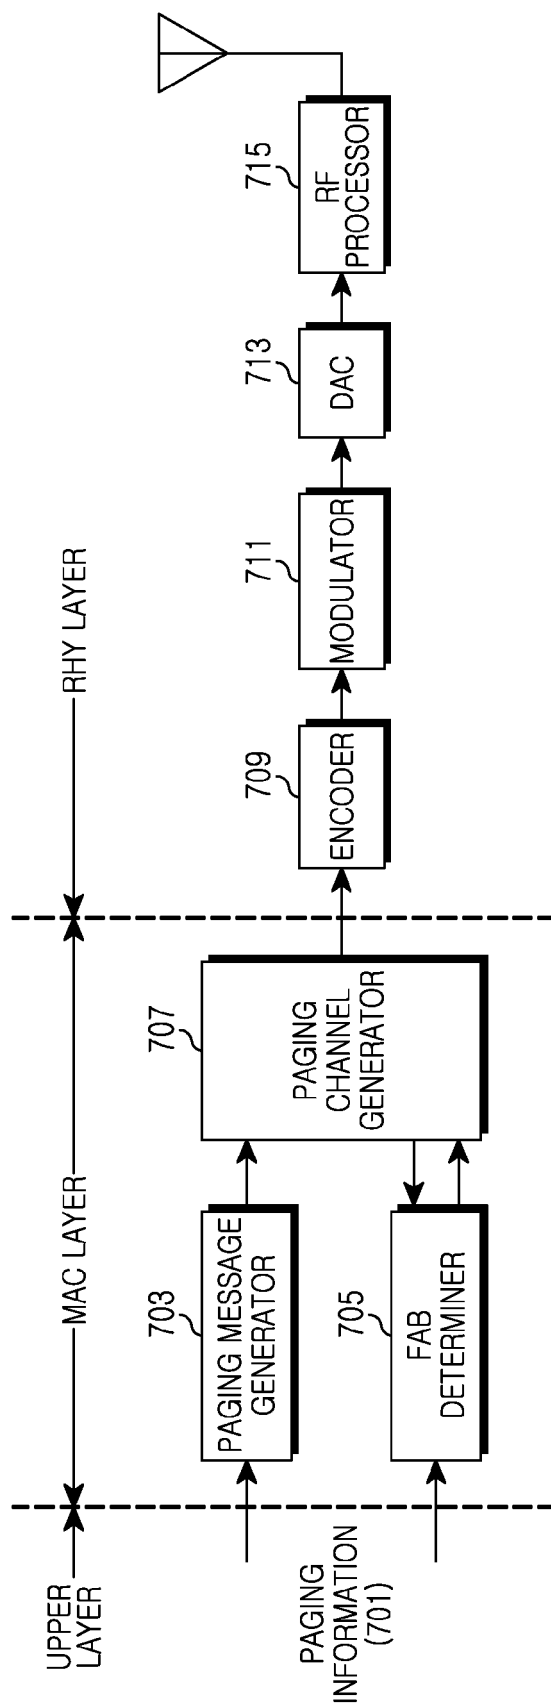 UPPER
LAYER
MAC LAYER
RHY LAYER
PAGING
INFORMATION
(701)
703
PAGING MESSAGE
GENERATOR
705
FAB
DETERMINER
707
PAGING
CHANNEL
GENERATOR
709
ENCODER
711
MODULATOR
713
DAC
715
RF
PROCESSOR